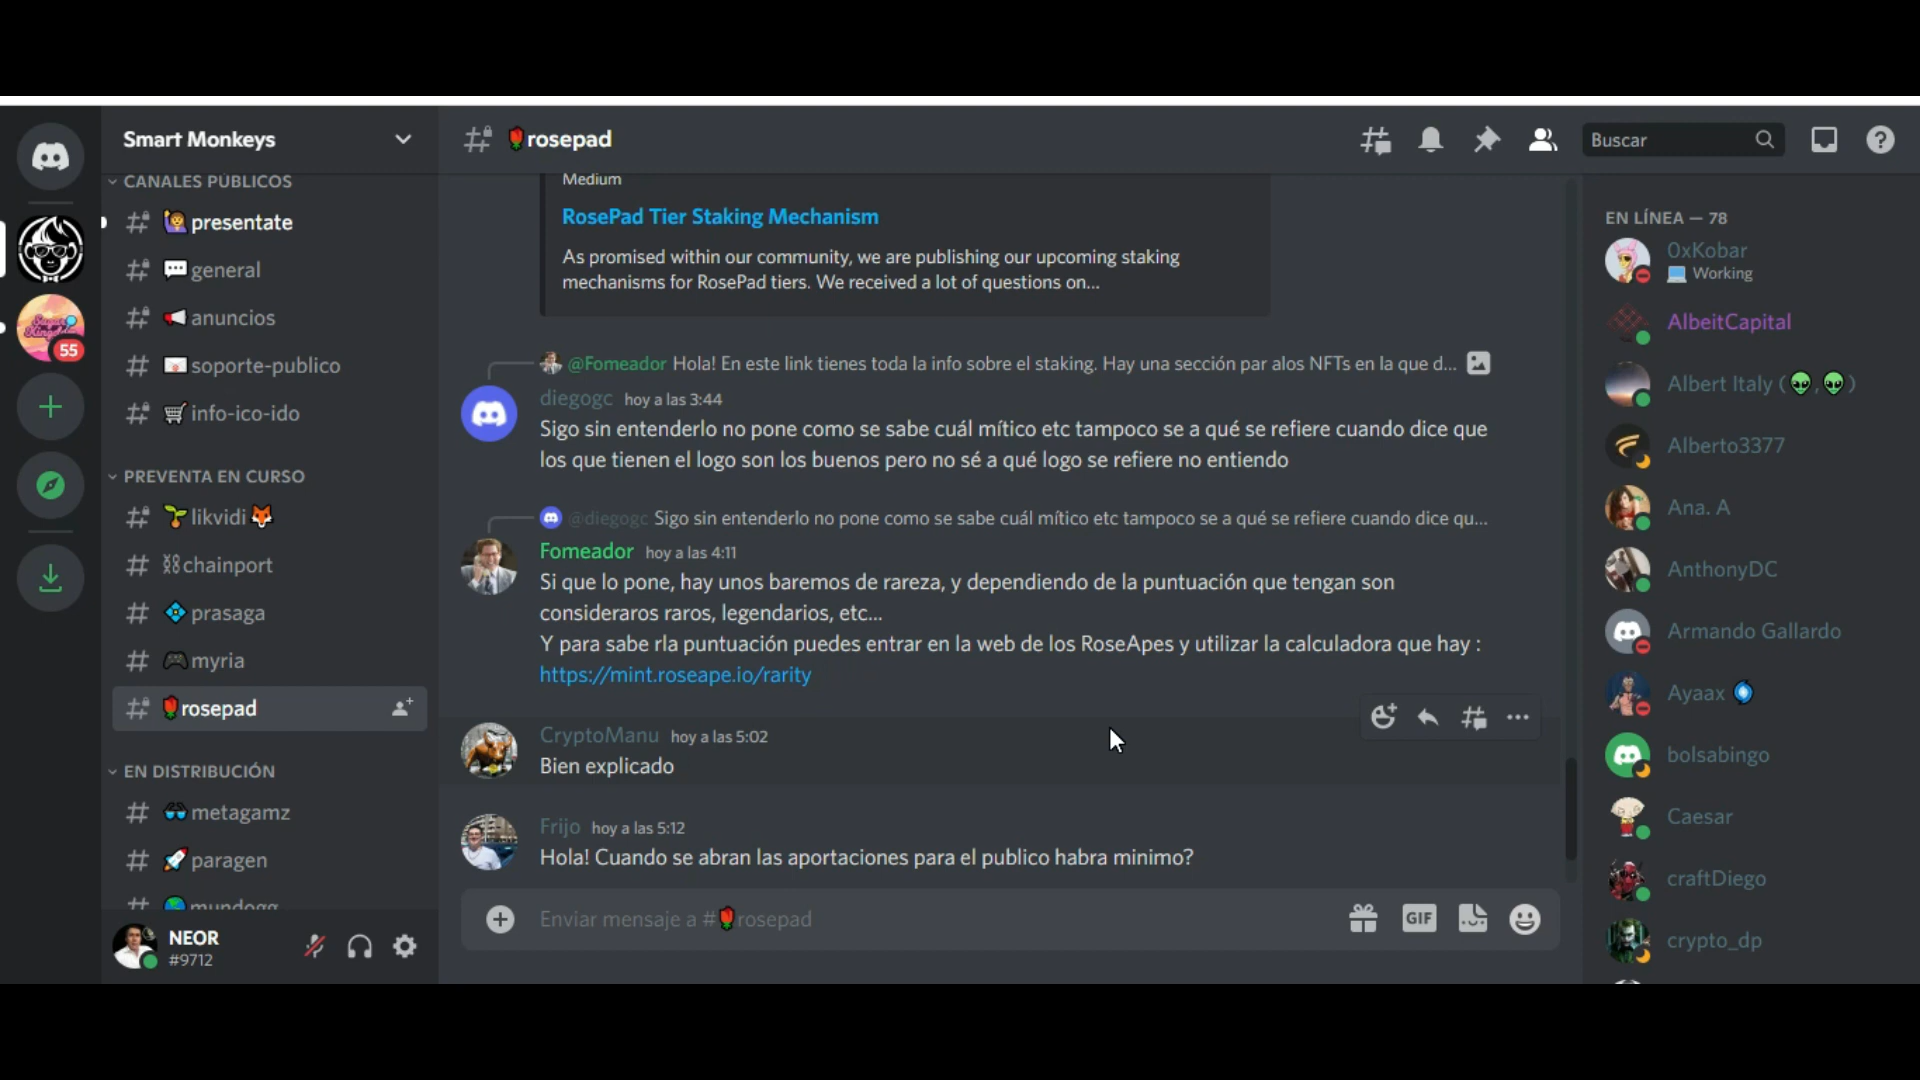 Smart Monkeys
CANALES PÚBLICOS
presentate
general
anuncios
soporte-publico
info-ico-ido
PREVENTA EN CURSO
likvidi
chainport
prasaga
myria
rosepad
EN DISTRIBUCIÓN
metagamz
paragen
mundogg
NEOR
#9712
55
rosepad
Buscar
Medium
RosePad Tier Staking Mechanism
As promised within our community, we are publishing our upcoming staking
mechanisms for RosePad tiers. We received a lot of questions on...
@Fomeador Hola! En este link tienes toda la info sobre el staking. Hay una sección par alos NFTs en la que d...
diegogc hoy a las 3:44
Sigo sin entenderlo no pone como se sabe cuál mítico etc tampoco se a qué se refiere cuando dice que
los que tienen el logo son los buenos pero no sé a qué logo se refiere no entiendo
@diegogc Sigo sin entenderlo no pone como se sabe cuál mítico etc tampoco se a qué se refiere cuando dice qu...
Fomeador hoy a las 4:11
Si que lo pone, hay unos baremos de rareza, y dependiendo de la puntuación que tengan son
consideraros raros, legendarios, etc...
Y para sabe rla puntuación puedes entrar en la web de los RoseApes y utilizar la calculadora que hay :
https://mint.roseape.io/rarity
CryptoManu hoy a las 5:02
Bien explicado
Frijo hoy a las 5:12
Hola! Cuando se abran las aportaciones para el publico habra minimo?
Enviar mensaje a #🌹rosepad
GIF
EN LÍNEA — 78
0xKobar
Working
AlbeitCapital
Albert Italy (👽,👽)
Alberto3377
Ana. A
AnthonyDC
Armando Gallardo
Ayaax
bolsabingo
Caesar
craftDiego
crypto_dp